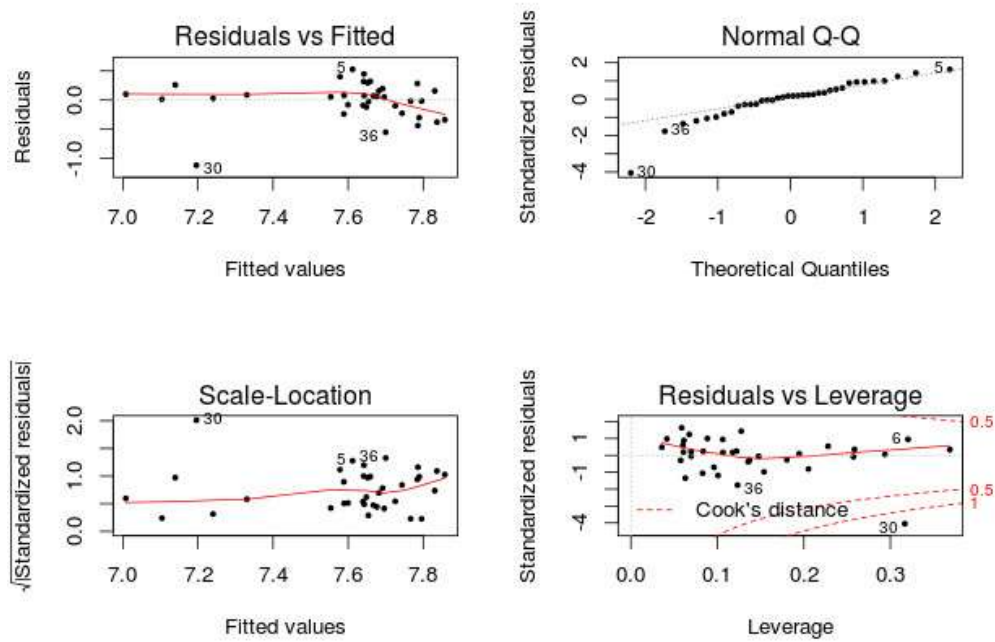 Residuals vs Fitted
Residuals
0.0
-1.0
5
36
30
7.0 7.2 7.4 7.6 7.8
Fitted values
Normal Q-Q
Standardized residuals
2
0
-2
-4
5
36
30
-2 -1 0 1 2
Theoretical Quantiles
Scale-Location
√|Standardized residuals|
2.0
1.0
0.0
30
5 36
7.0 7.2 7.4 7.6 7.8
Fitted values
Residuals vs Leverage
Standardized residuals
1
-1
-4
6
36
30
Cook's distance
0.5
0.5
1
0.0 0.1 0.2 0.3
Leverage